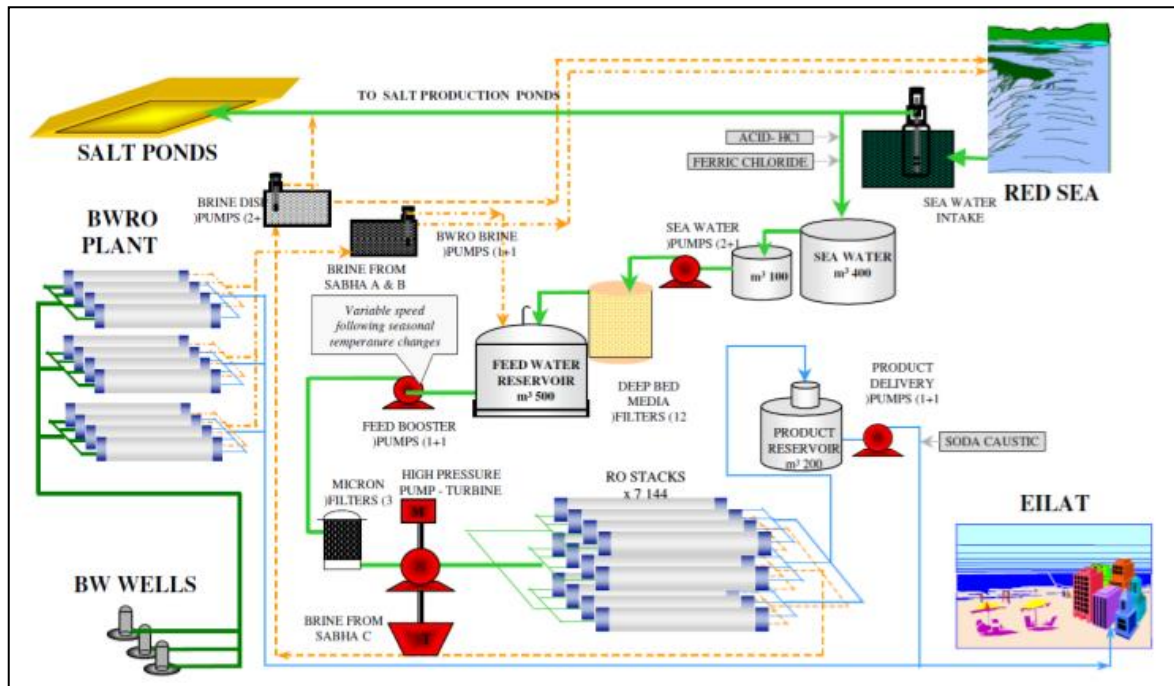 TO SALT PRODUCTION PONDS
ACID- HCl
FERRIC CHLORIDE
SALT PONDS
RED SEA
SEA WATER
INTAKE
BRINE DISI
)PUMPS (2+
BWRO
PLANT
BWRO BRINE
)PUMPS (1+1
SEA WATER
)PUMPS (2+1
SEA WATER
m³ 400
m³ 100
BRINE FROM
SABHA A & B
Variable speed
following seasonal
temperature changes
FEED WATER
RESERVOIR
m³ 500
DEEP BED
MEDIA
)FILTERS (12
PRODUCT
DELIVERY
)PUMPS (1+1
FEED BOOSTER
)PUMPS (1+1
PRODUCT
RESERVOIR
m³ 200
SODA CAUSTIC
MICRON
)FILTERS (3
HIGH PRESSURE
PUMP - TURBINE
RO STACKS
x 7 144
EILAT
BW WELLS
BRINE FROM
SABHA C